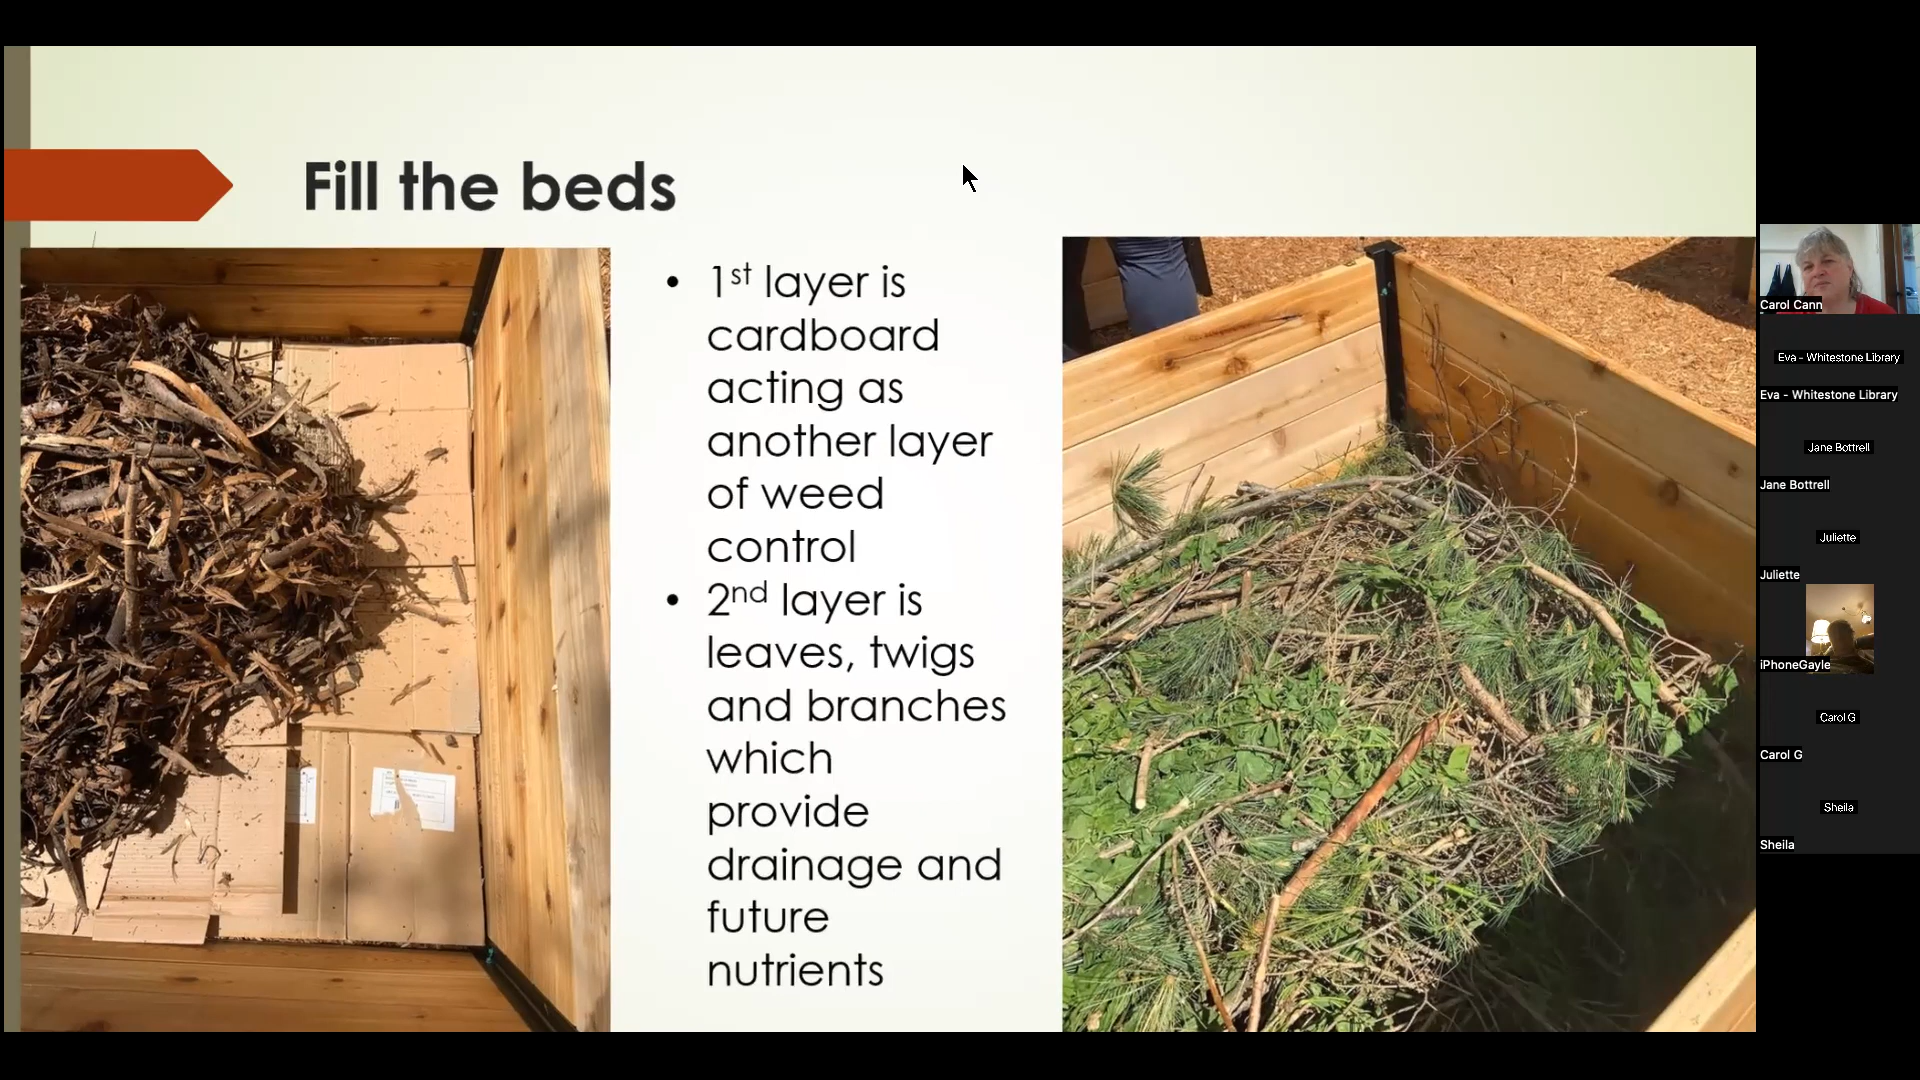 Fill the beds
• 1st layer is
cardboard
acting as
another layer
of weed
control
• 2nd layer is
leaves, twigs
and branches
which
provide
drainage and
future
nutrients
Carol Cann
Eva - Whitestone Library
Eva - Whitestone Library
Jane Bottrell
Jane Bottrell
Juliette
Juliette
iPhoneGayle
Carol G
Carol G
Sheila
Sheila